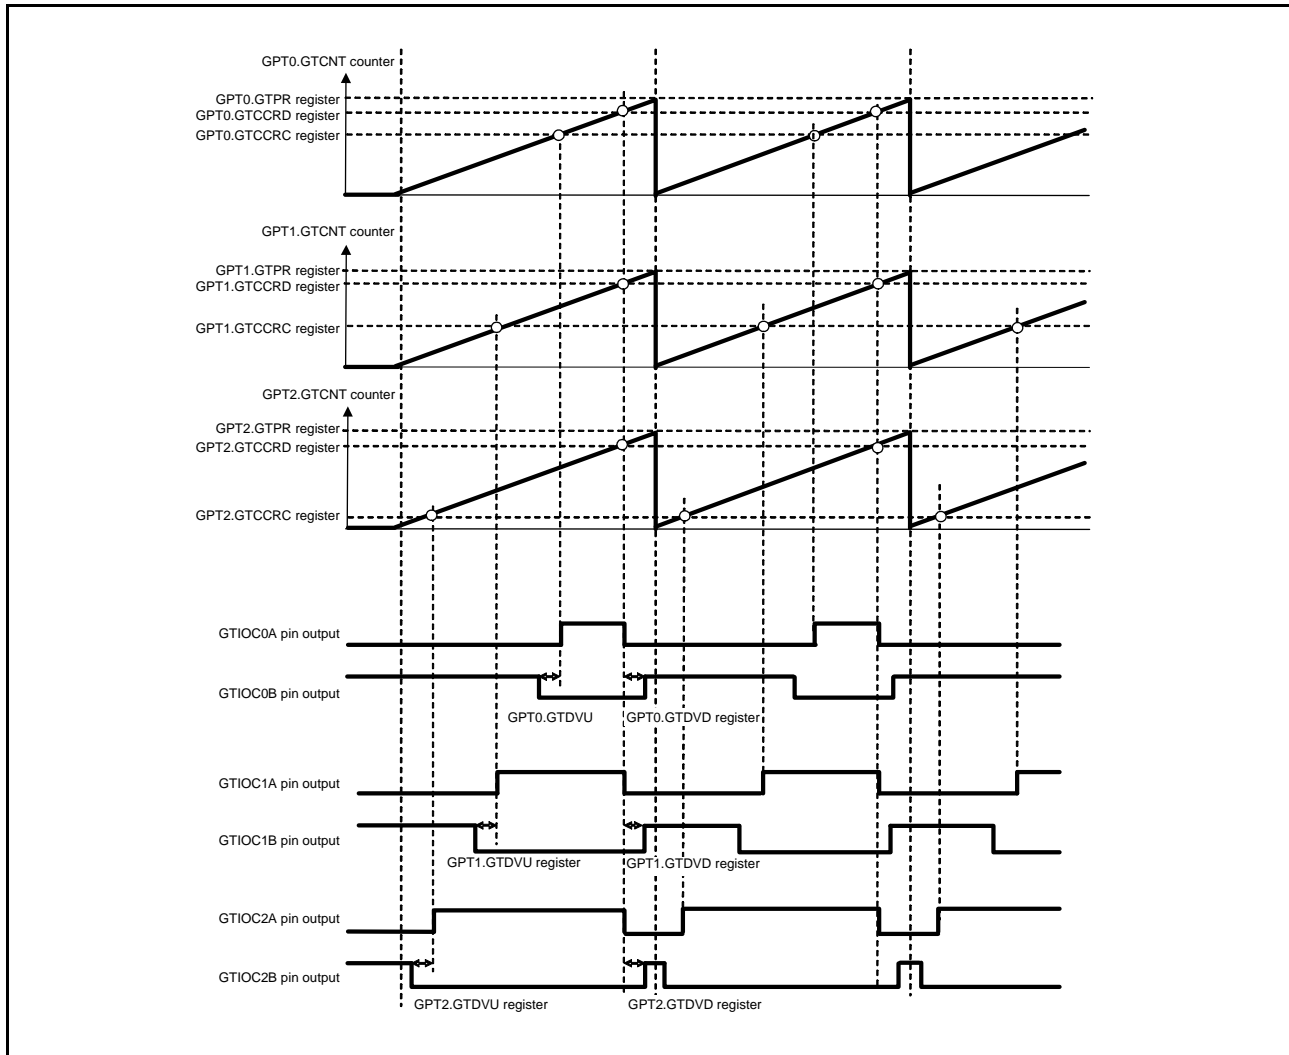 GPT0.GTCNT counter
GPT0.GTPR register
GPT0.GTCCRD register
GPT0.GTCCRC register
GPT1.GTCNT counter
GPT1.GTPR register
GPT1.GTCCRD register
GPT1.GTCCRC register
GPT2.GTCNT counter
GPT2.GTPR register
GPT2.GTCCRD register
GPT2.GTCCRC register
GTIOC0A pin output
GTIOC0B pin output
GPT0.GTDVU GPT0.GTDVD register
GTIOC1A pin output
GTIOC1B pin output
GPT1.GTDVU register GPT1.GTDVD register
GTIOC2A pin output
GTIOC2B pin output
GPT2.GTDVU register GPT2.GTDVD register